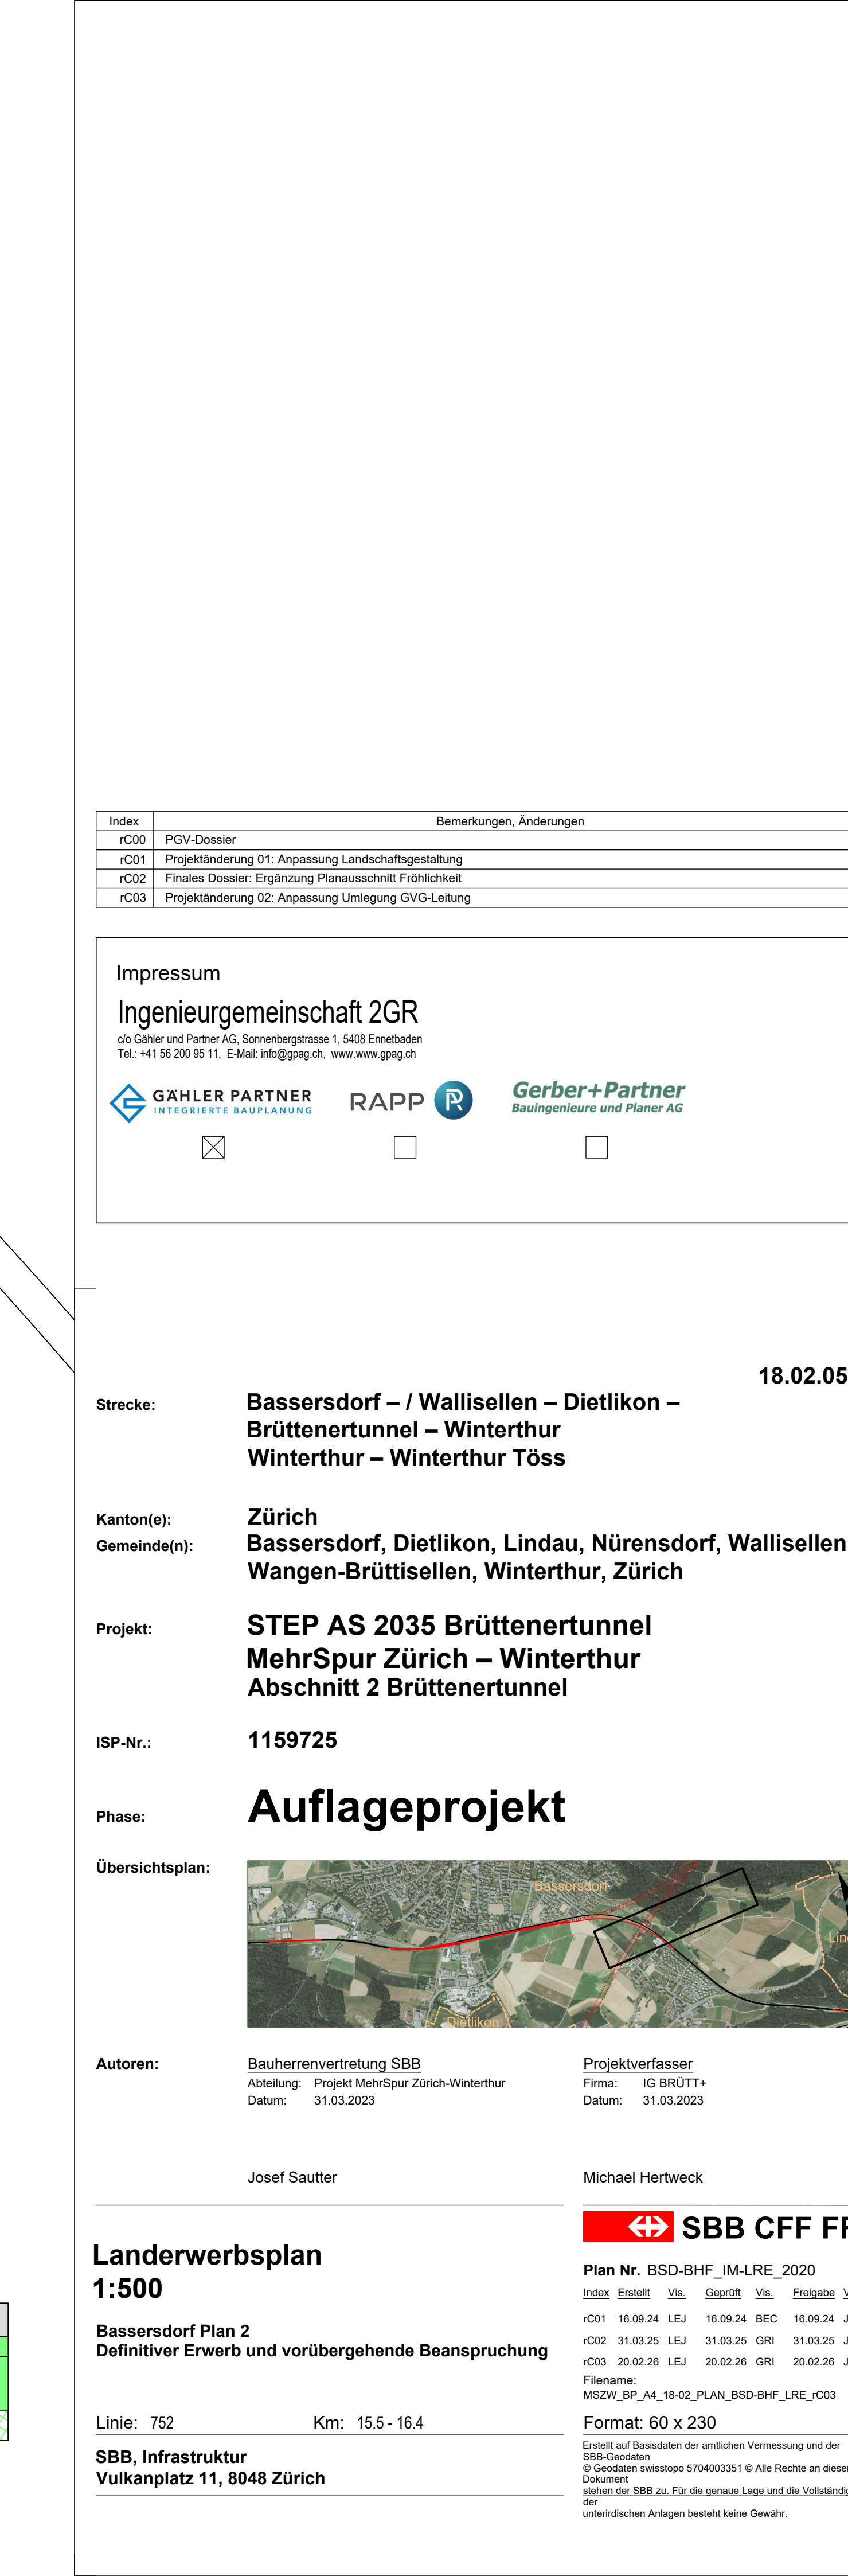 Index Bemerkungen, Änderungen
rC00 PGV-Dossier
rC01 Projektänderung 01: Anpassung Landschaftsgestaltung
rC02 Finales Dossier: Ergänzung Planausschnitt Fröhlichkeit
rC03 Projektänderung 02: Anpassung Umlegung GVG-Leitung
Impressum
Ingenieurgemeinschaft 2GR
c/o Gähler und Partner AG, Sonnenbergstrasse 1, 5408 Ennetbaden
Tel.: +41 56 200 95 11, E-Mail: info@gpag.ch, www.www.gpag.ch
GÄHLER PARTNER
INTEGRIERTE BAUPLANUNG
RAPP
Gerber+Partner
Bauingenieure und Planer AG
18.02.05
Strecke: Bassersdorf – / Wallisellen – Dietlikon –
Brüttenertunnel – Winterthur
Winterthur – Winterthur Töss
Kanton(e): Zürich
Gemeinde(n): Bassersdorf, Dietlikon, Lindau, Nürensdorf, Wallisellen
Wangen-Brüttisellen, Winterthur, Zürich
Projekt: STEP AS 2035 Brüttenertunnel
MehrSpur Zürich – Winterthur
Abschnitt 2 Brüttenertunnel
ISP-Nr.: 1159725
Phase: Auflageprojekt
Übersichtsplan:
Bassersdorf
Lin
Dietlikon
Autoren: Bauherrenvertretung SBB Projektverfasser
Abteilung: Projekt MehrSpur Zürich-Winterthur Firma: IG BRÜTT+
Datum: 31.03.2023 Datum: 31.03.2023
Josef Sautter Michael Hertweck
SBB CFF FF
Landerwerbsplan
1:500
Bassersdorf Plan 2
Definitiver Erwerb und vorübergehende Beanspruchung
Plan Nr. BSD-BHF_IM-LRE_2020
Index Erstellt Vis. Geprüft Vis. Freigabe V
rC01 16.09.24 LEJ 16.09.24 BEC 16.09.24 J
rC02 31.03.25 LEJ 31.03.25 GRI 31.03.25 J
rC03 20.02.26 LEJ 20.02.26 GRI 20.02.26 J
Filename:
MSZW_BP_A4_18-02_PLAN_BSD-BHF_LRE_rC03
Linie: 752 Km: 15.5 - 16.4
Format: 60 x 230
SBB, Infrastruktur
Vulkanplatz 11, 8048 Zürich
Erstellt auf Basisdaten der amtlichen Vermessung und der
SBB-Geodaten
© Geodaten swisstopo 5704003351 © Alle Rechte an dieser
Dokument
stehen der SBB zu. Für die genaue Lage und die Vollständig
der
unterirdischen Anlagen besteht keine Gewähr.